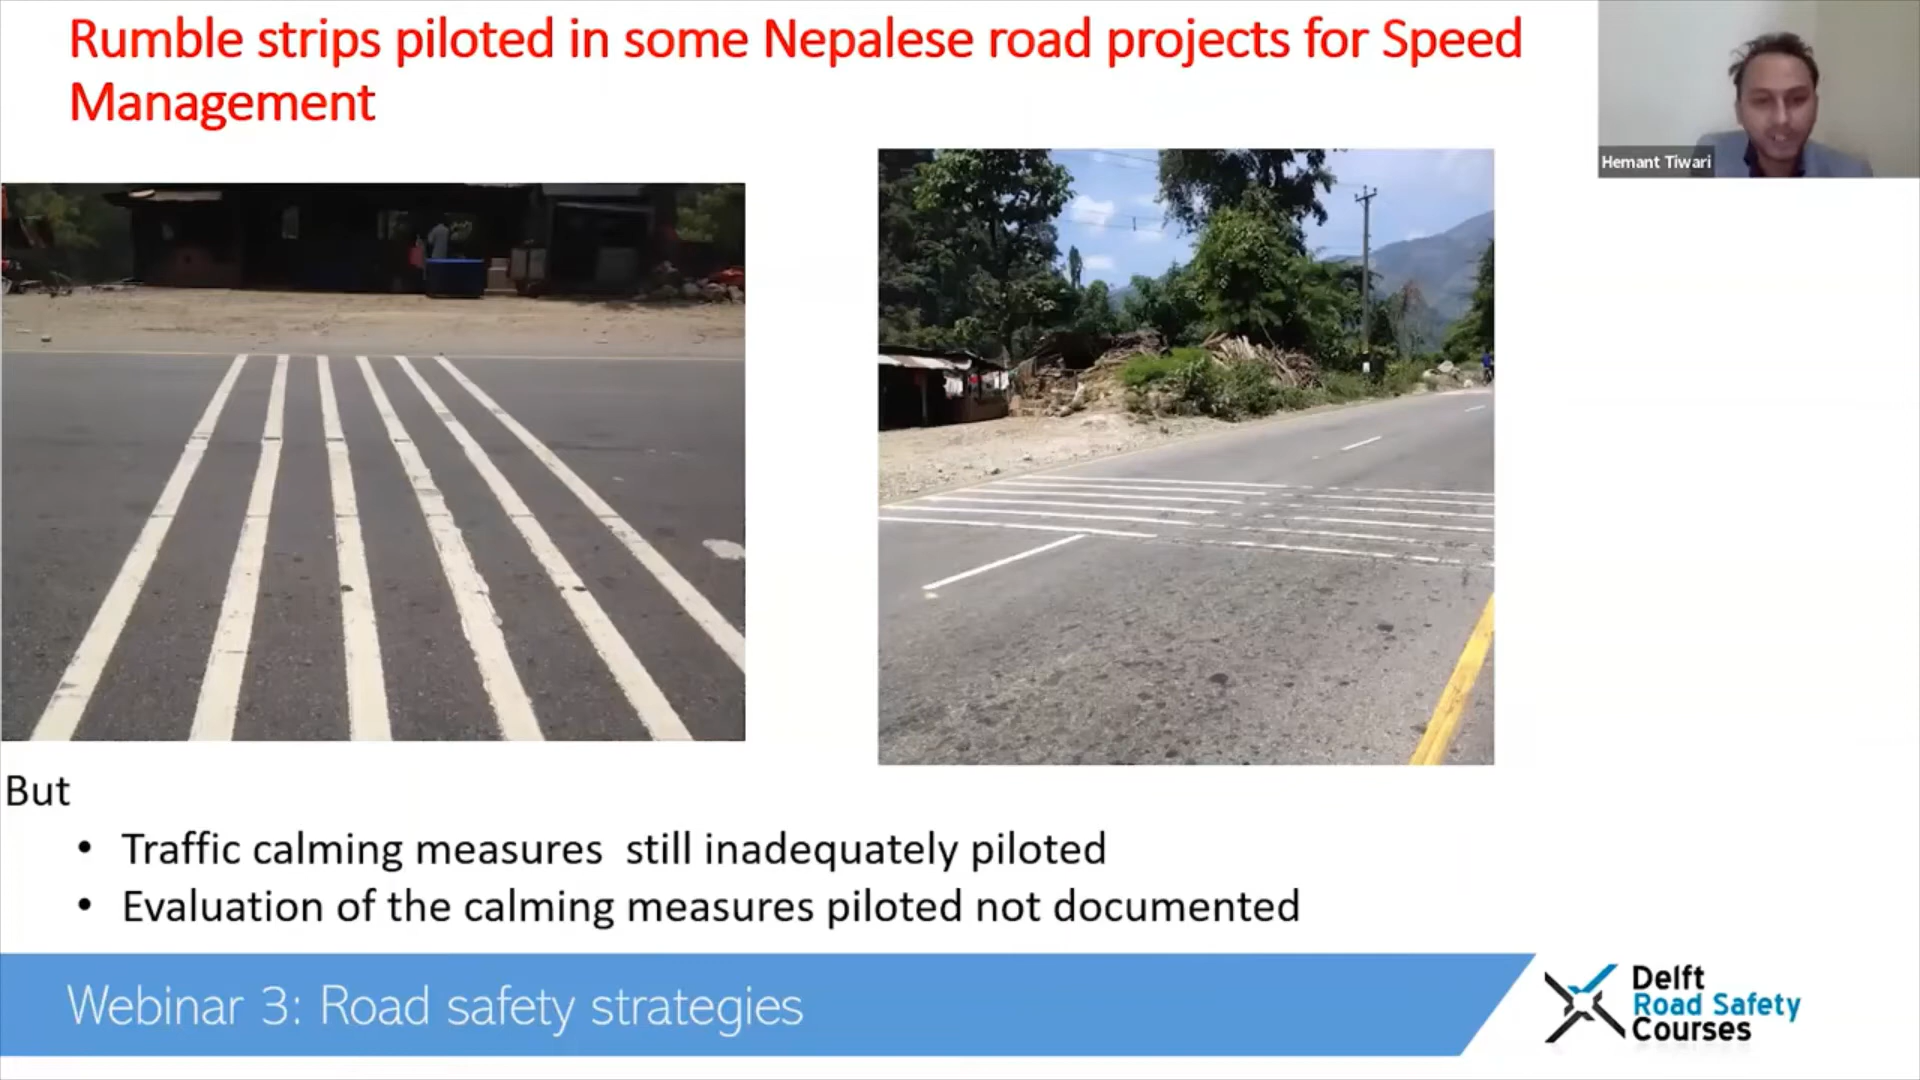 Rumble strips piloted in some Nepalese road projects for Speed
Management
Hemant Tiwari
But
• Traffic calming measures  still inadequately piloted
• Evaluation of the calming measures piloted not documented
Webinar 3: Road safety strategies
Delft
Road Safety
Courses